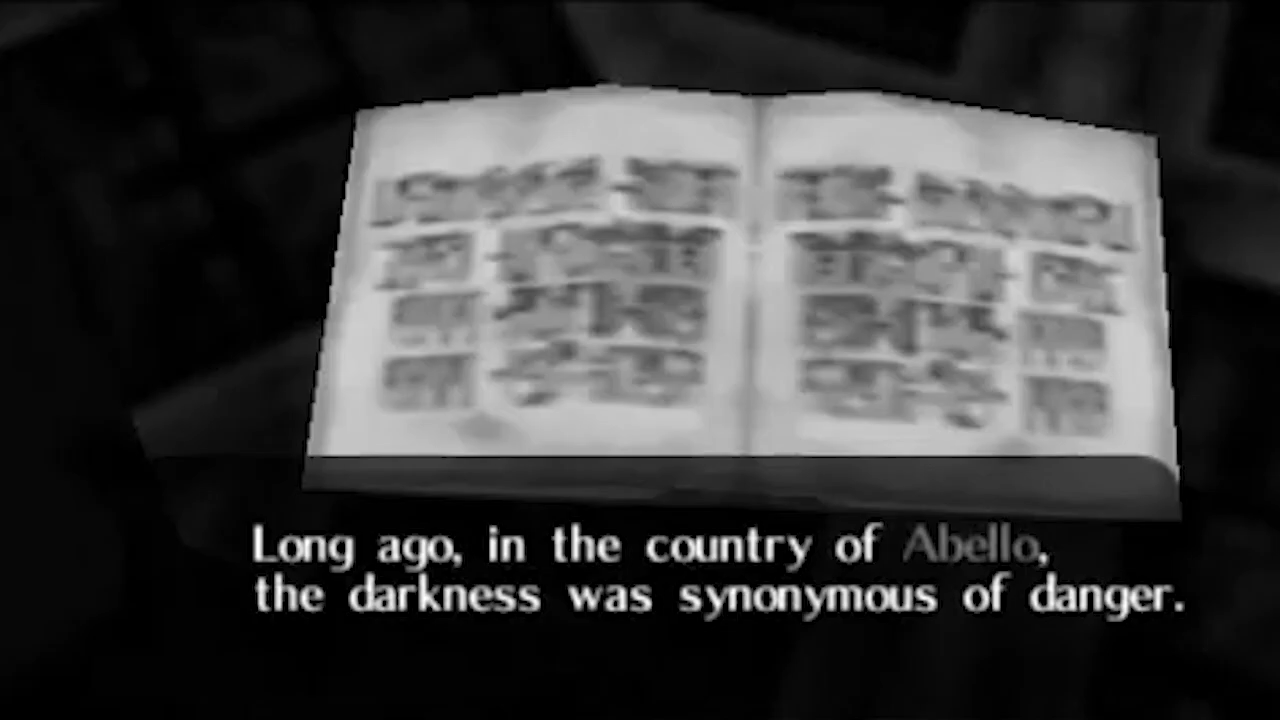 Long ago, in the country of Abello,
the darkness was synonymous of danger.